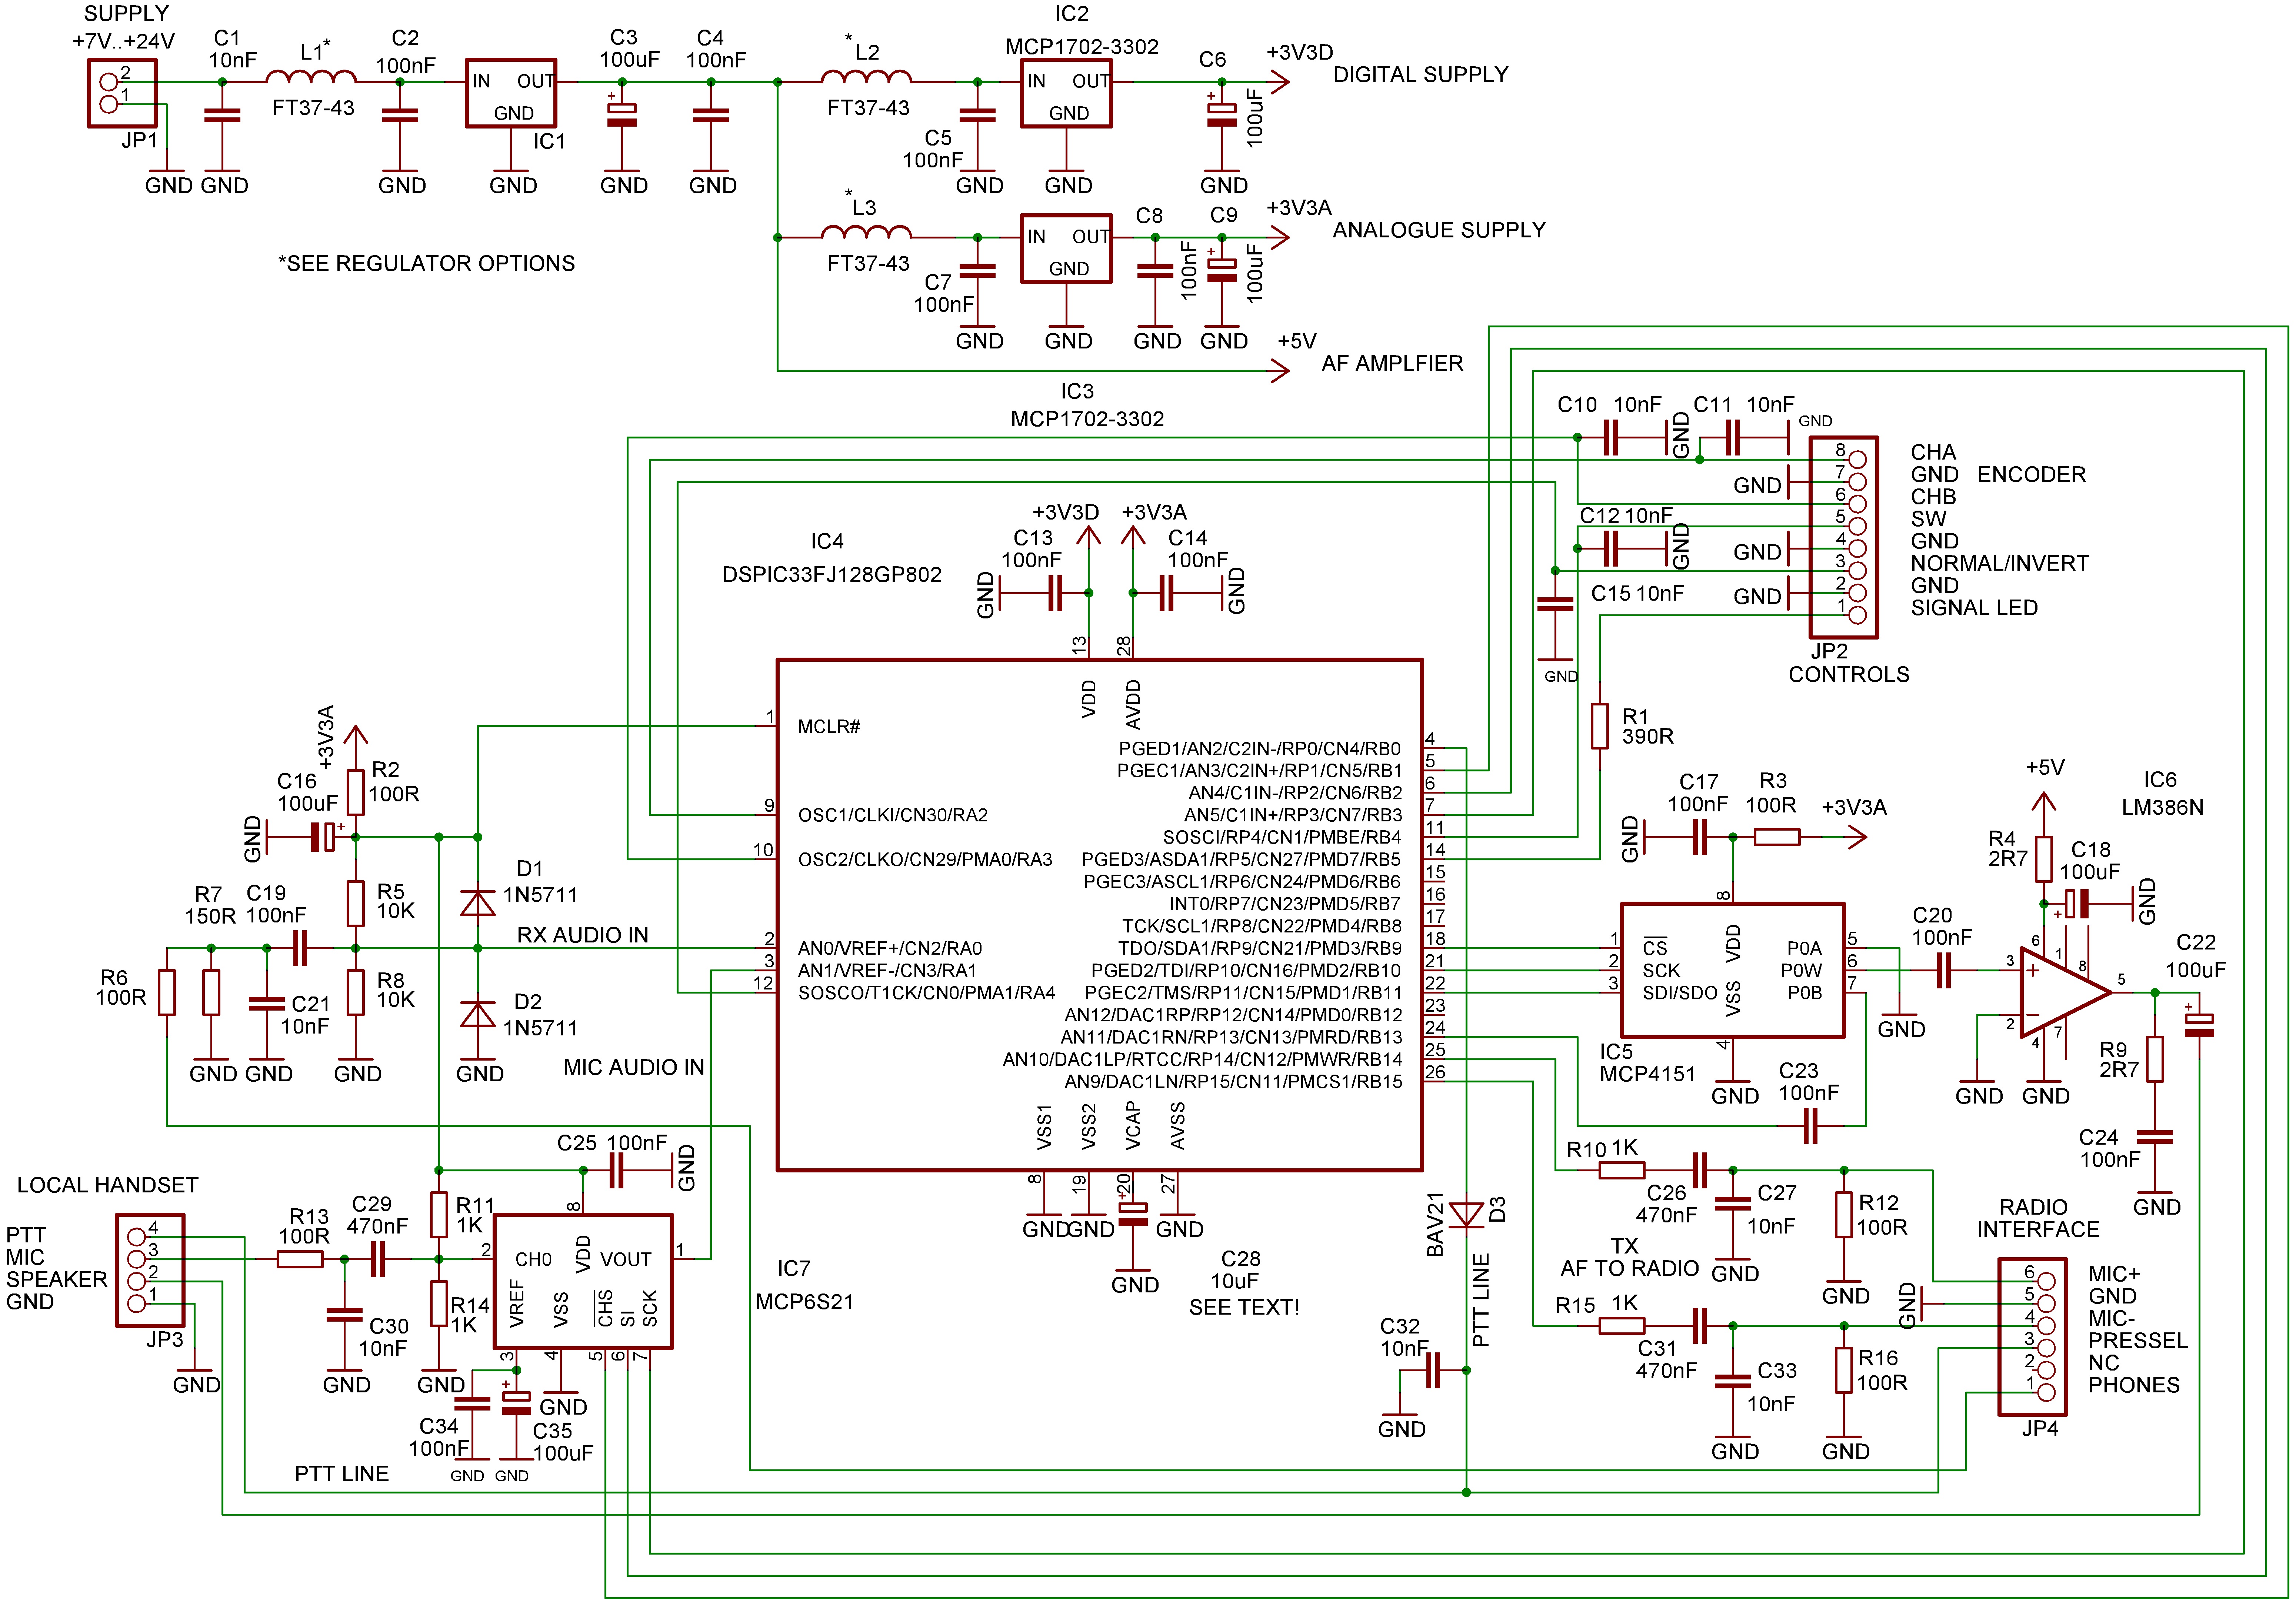 SUPPLY
+7V..+24V
2
1
JP1
GND
C1
10nF
GND
L1*
FT37-43
C2
100nF
GND
IN OUT
GND
IC1
GND
C3
100uF
+
GND
C4
100nF
GND
*
L2
FT37-43
C5
100nF
GND
IC2
MCP1702-3302
IN OUT
GND
GND
C6
+
100uF
GND
+3V3D
DIGITAL SUPPLY
*
L3
FT37-43
C7
100nF
GND
IN OUT
GND
GND
C8
100nF
GND
C9
+
100uF
GND
+3V3A
ANALOGUE SUPPLY
*SEE REGULATOR OPTIONS
+5V
AF AMPLFIER
IC3
MCP1702-3302
C10 10nF
GND
C11 10nF
GND
8 CHA
7 GND ENCODER
6 CHB
5 SW
4 GND
3 NORMAL/INVERT
2 GND
1 SIGNAL LED
GND
GND
GND
JP2
CONTROLS
C12 10nF
GND
C15 10nF
GND
R1
390R
IC4
DSPIC33FJ128GP802
+3V3D
C13
100nF
GND
+3V3A
C14
100nF
GND
13
VDD
28
AVDD
1 MCLR#
9 OSC1/CLKI/CN30/RA2
10 OSC2/CLKO/CN29/PMA0/RA3
2 AN0/VREF+/CN2/RA0
3 AN1/VREF-/CN3/RA1
12 SOSCO/T1CK/CN0/PMA1/RA4
PGED1/AN2/C2IN-/RP0/CN4/RB0 4
PGEC1/AN3/C2IN+/RP1/CN5/RB1 5
AN4/C1IN-/RP2/CN6/RB2 6
AN5/C1IN+/RP3/CN7/RB3 7
SOSCI/RP4/CN1/PMBE/RB4 11
PGED3/ASDA1/RP5/CN27/PMD7/RB5 14
PGEC3/ASCL1/RP6/CN24/PMD6/RB6 15
INT0/RP7/CN23/PMD5/RB7 16
TCK/SCL1/RP8/CN22/PMD4/RB8 17
TDO/SDA1/RP9/CN21/PMD3/RB9 18
PGED2/TDI/RP10/CN16/PMD2/RB10 21
PGEC2/TMS/RP11/CN15/PMD1/RB11 22
AN12/DAC1RP/RP12/CN14/PMD0/RB12 23
AN11/DAC1RN/RP13/CN13/PMRD/RB13 24
AN10/DAC1LP/RTCC/RP14/CN12/PMWR/RB14 25
AN9/DAC1LN/RP15/CN11/PMCS1/RB15 26
VSS1
8
GND
VSS2
19
GND
VCAP
20
+
GND
AVSS
27
GND
C28
10uF
SEE TEXT!
+3V3A
R2
100R
C16
100uF
+
GND
R5
10K
R8
10K
GND
D1
1N5711
D2
1N5711
GND
RX AUDIO IN
MIC AUDIO IN
R7
150R
C19
100nF
R6
100R
GND
C21
10nF
GND
C17
100nF
GND
R3
100R
+3V3A
8
VDD
1 CS
2 SCK
3 SDI/SDO
VSS
4
GND
P0A 5
P0W 6
P0B 7
GND
IC5
MCP4151
C23
100nF
C20
100nF
+5V
R4
2R7
C18
100uF
+
GND
IC6
LM386N
3 +
2 -
6
1
8
5
4
7
GND
GND
C22
100uF
+
R9
2R7
C24
100nF
GND
LOCAL HANDSET
PTT 4
MIC 3
SPEAKER 2
GND 1
JP3
GND
R13
100R
C29
470nF
C30
10nF
GND
R11
1K
R14
1K
GND
C25 100nF
GND
8
VDD
2 CH0
VOUT 1
VREF
VSS
CHS
SI
SCK
3
4
5
6
7
IC7
MCP6S21
GND
C34
100nF
GND
+
C35
100uF
GND
PTT LINE
BAV21
D3
PTT LINE
C32
10nF
GND
R10 1K
C26
470nF
C27
10nF
GND
R12
100R
GND
TX
AF TO RADIO
R15 1K
C31
470nF
C33
10nF
GND
R16
100R
GND
RADIO
INTERFACE
6 MIC+
5 GND
4 MIC-
3 PRESSEL
2 NC
1 PHONES
GND
JP4